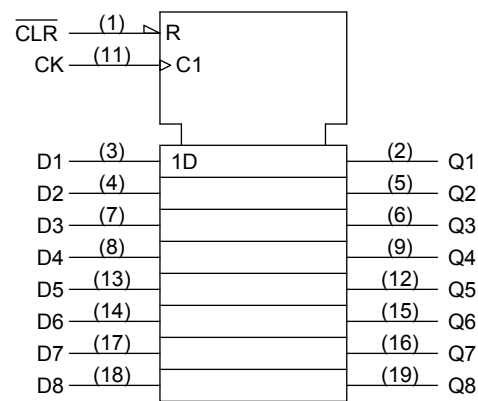 C̅L̅R̅ (1) R
CK (11) C1
D1 (3) 1D (2) Q1
D2 (4) (5) Q2
D3 (7) (6) Q3
D4 (8) (9) Q4
D5 (13) (12) Q5
D6 (14) (15) Q6
D7 (17) (16) Q7
D8 (18) (19) Q8